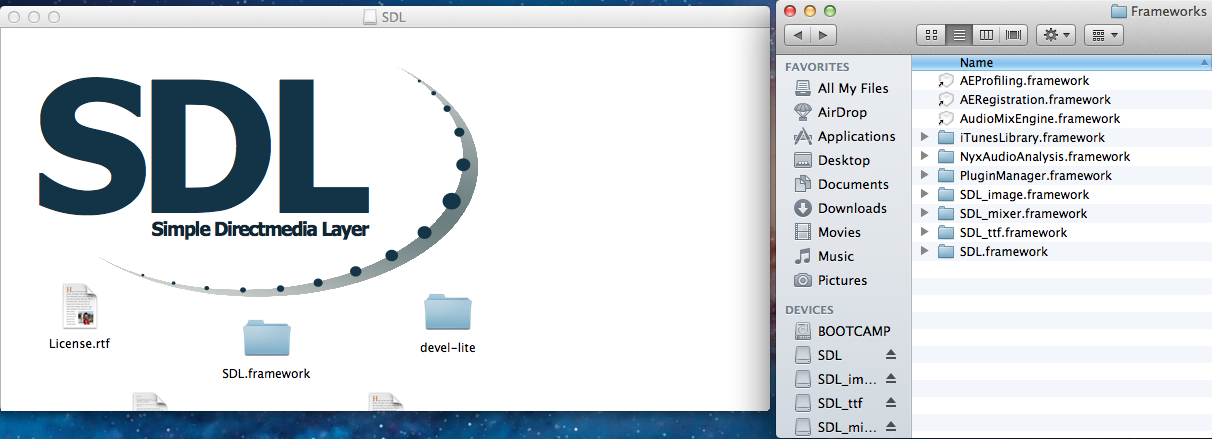 SDL
SDL
Simple Directmedia Layer
License.rtf
SDL.framework
devel-lite
Frameworks
FAVORITES
All My Files
AirDrop
Applications
Desktop
Documents
Downloads
Movies
Music
Pictures
DEVICES
BOOTCAMP
SDL
SDL_im...
SDL_ttf
SDL_mi...
Name
AEProfiling.framework
AERegistration.framework
AudioMixEngine.framework
iTunesLibrary.framework
NyxAudioAnalysis.framework
PluginManager.framework
SDL_image.framework
SDL_mixer.framework
SDL_ttf.framework
SDL.framework